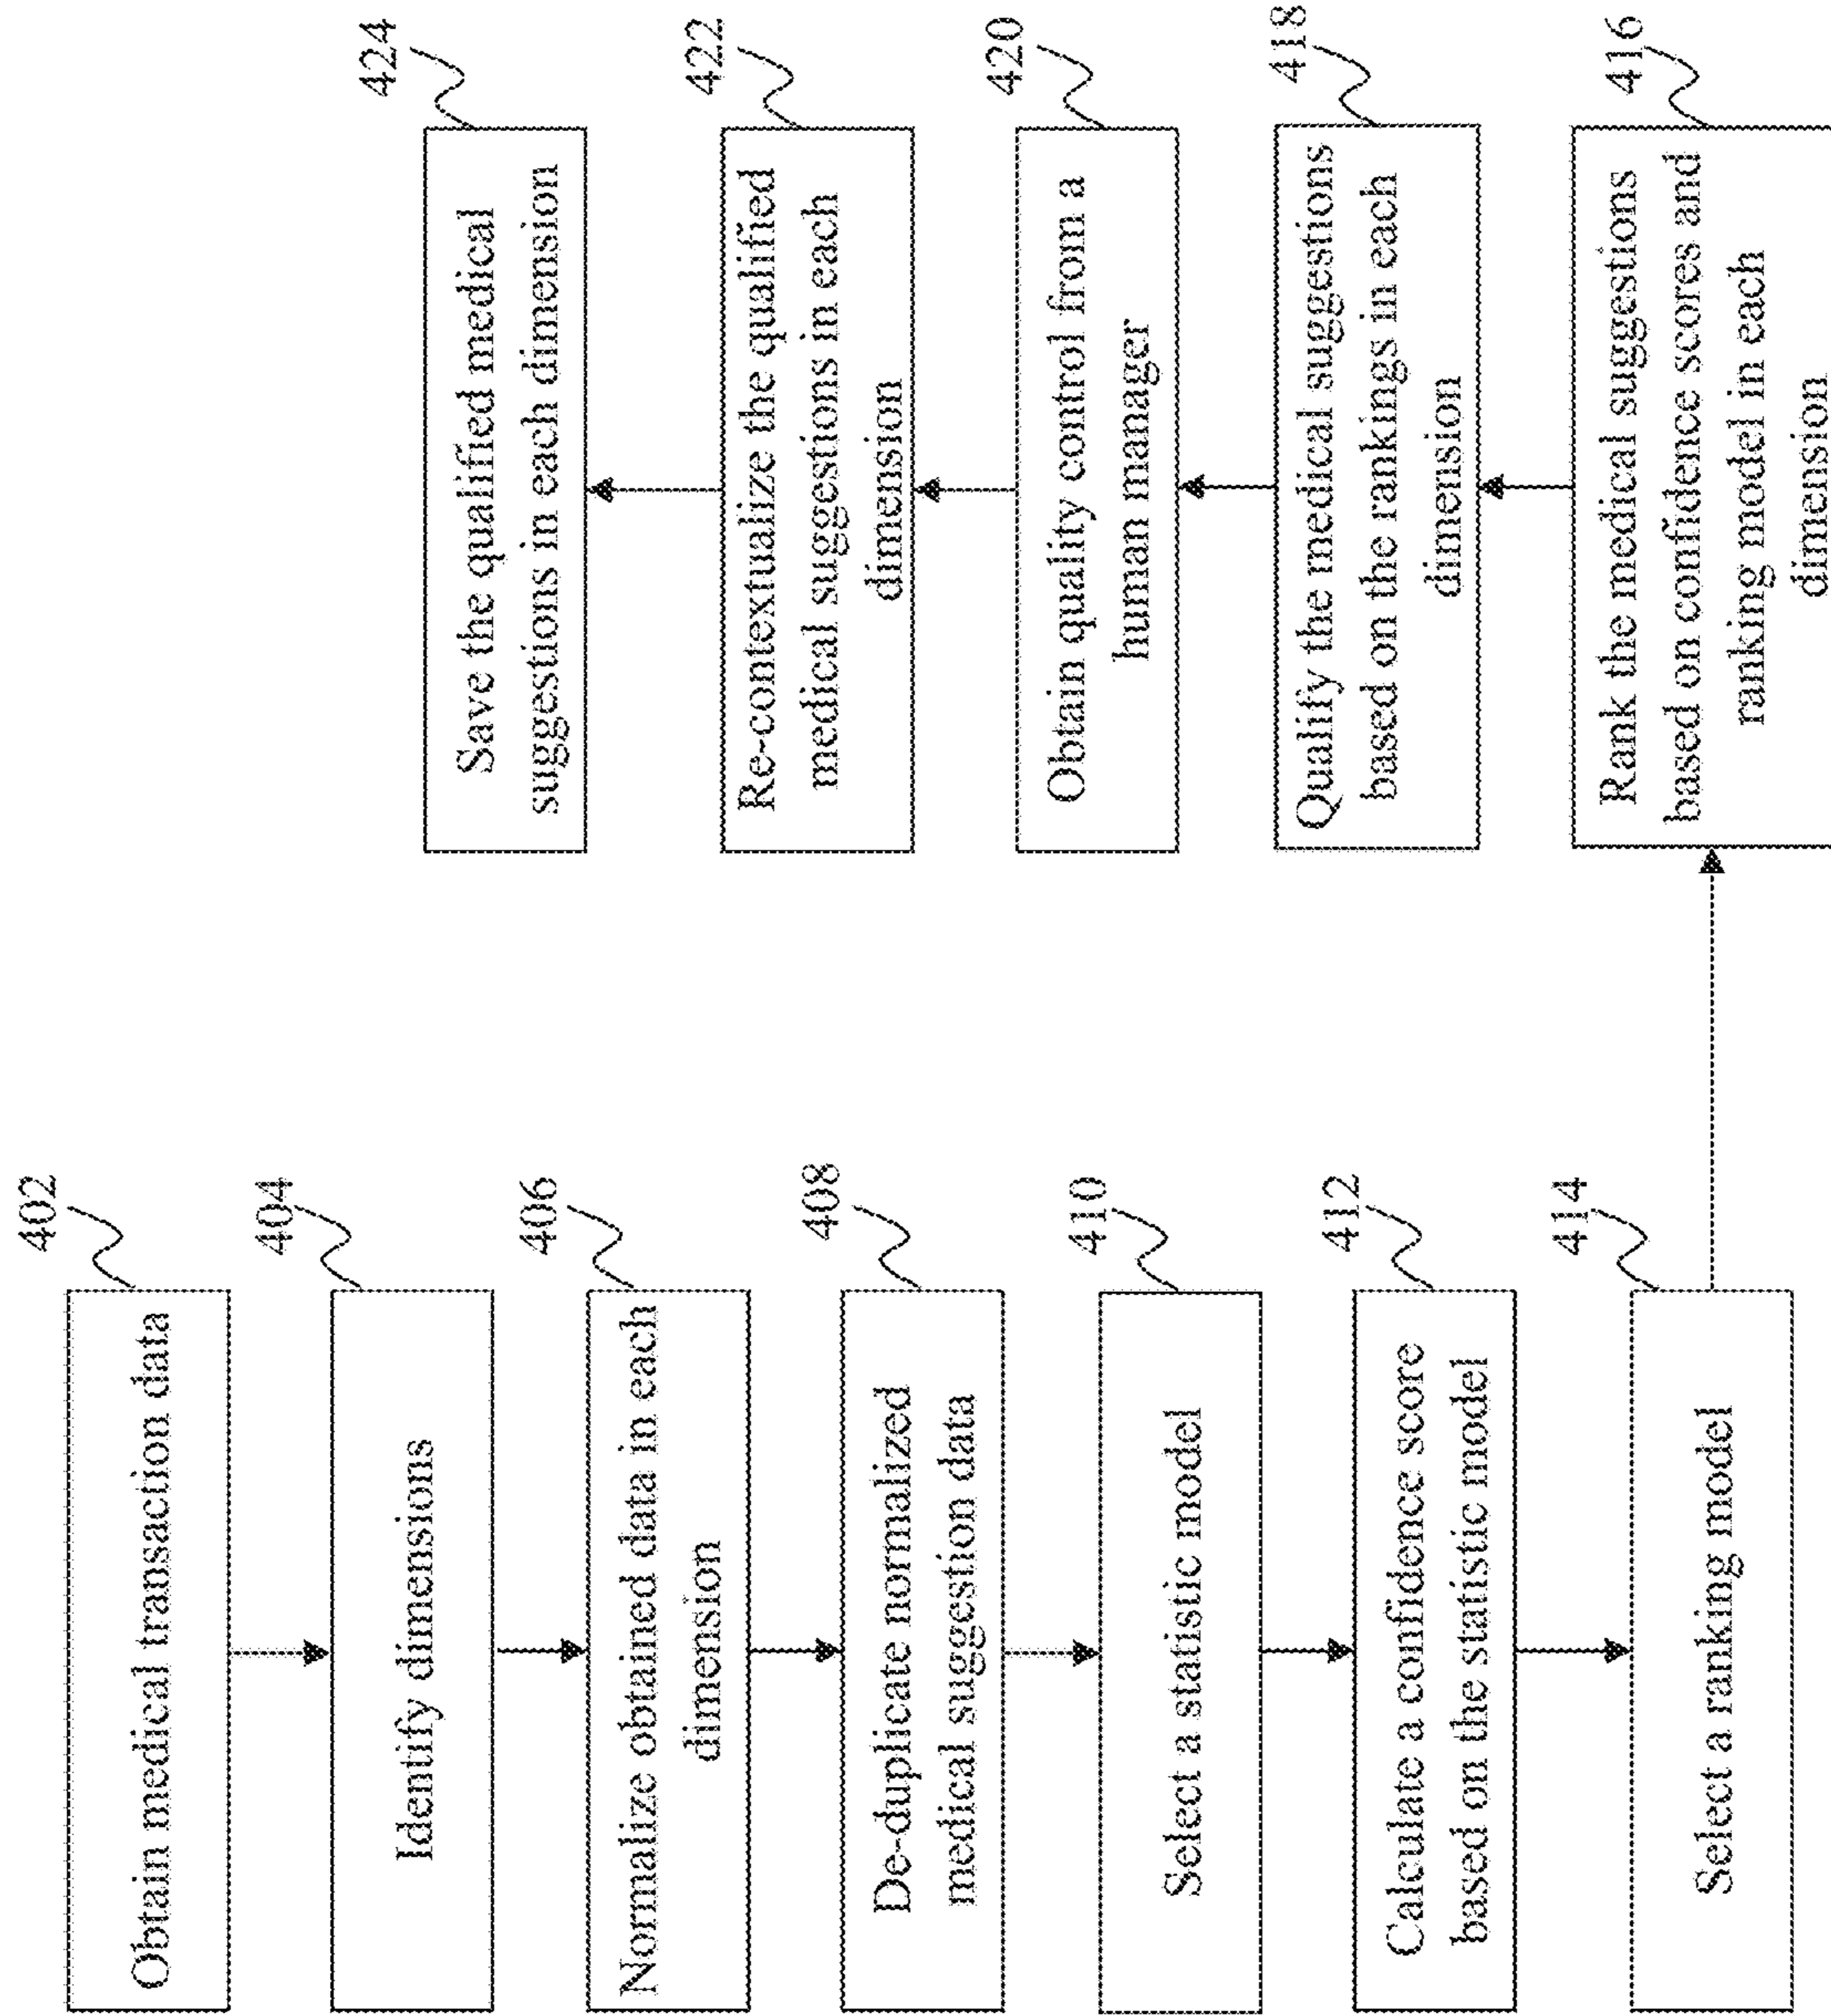 402
Obtain medical transaction data
404
Identify dimensions
406
Normalize obtained data in each
dimension
408
De-duplicate normalized
medical suggestion data
410
Select a statistic model
412
Calculate a confidence score
based on the statistic model
414
Select a ranking model
416
Rank the medical suggestions
based on confidence scores and
ranking model in each
dimension
418
Qualify the medical suggestions
based on the rankings in each
dimension
420
Obtain quality control from a
human manager
422
Re-contextualize the qualified
medical suggestions in each
dimension
424
Save the qualified medical
suggestions in each dimension